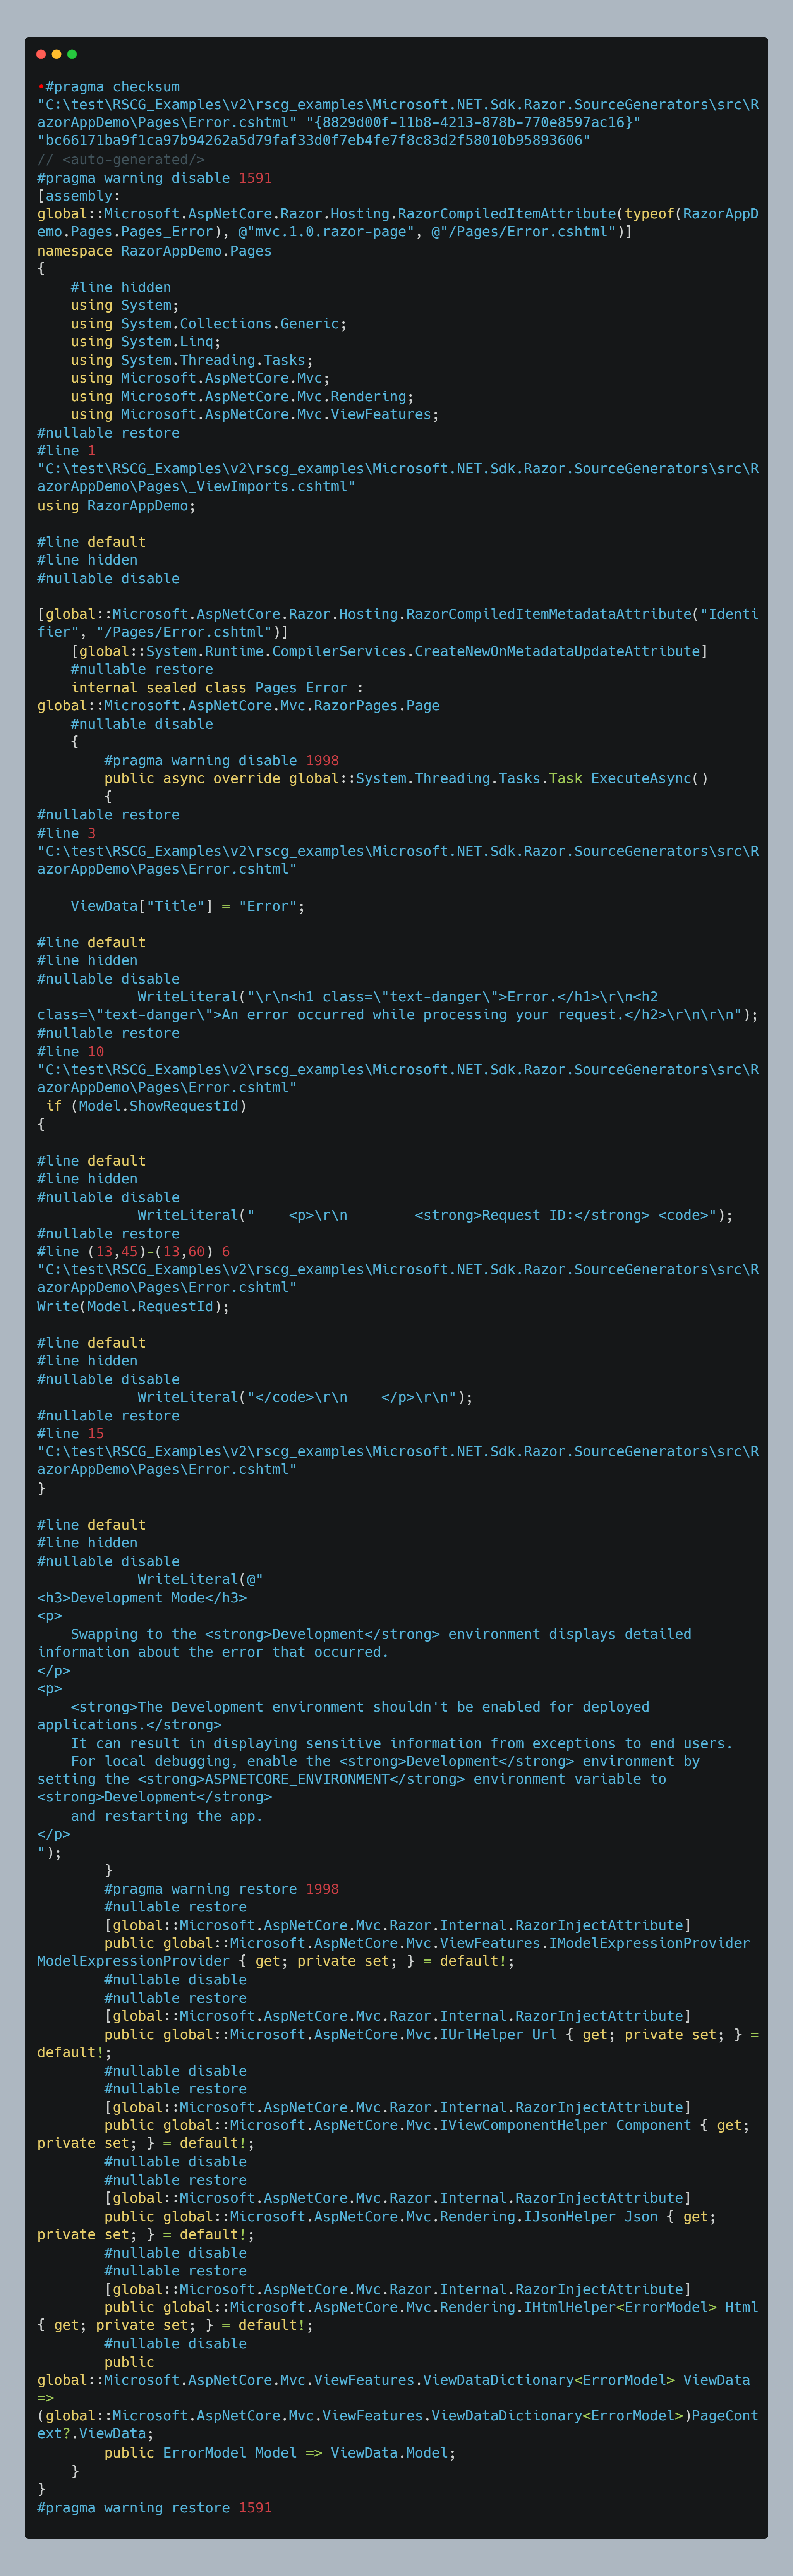 •#pragma checksum
"C:\test\RSCG_Examples\v2\rscg_examples\Microsoft.NET.Sdk.Razor.SourceGenerators\src\R
azorAppDemo\Pages\Error.cshtml" "{8829d00f-11b8-4213-878b-770e8597ac16}"
"bc66171ba9f1ca97b94262a5d79faf33d0f7eb4fe7f8c83d2f58010b95893606"
// <auto-generated/>
#pragma warning disable 1591
[assembly:
global::Microsoft.AspNetCore.Razor.Hosting.RazorCompiledItemAttribute(typeof(RazorAppD
emo.Pages.Pages_Error), @"mvc.1.0.razor-page", @"/Pages/Error.cshtml")]
namespace RazorAppDemo.Pages
{
    #line hidden
    using System;
    using System.Collections.Generic;
    using System.Linq;
    using System.Threading.Tasks;
    using Microsoft.AspNetCore.Mvc;
    using Microsoft.AspNetCore.Mvc.Rendering;
    using Microsoft.AspNetCore.Mvc.ViewFeatures;
#nullable restore
#line 1
"C:\test\RSCG_Examples\v2\rscg_examples\Microsoft.NET.Sdk.Razor.SourceGenerators\src\R
azorAppDemo\Pages\_ViewImports.cshtml"
using RazorAppDemo;

#line default
#line hidden
#nullable disable

[global::Microsoft.AspNetCore.Razor.Hosting.RazorCompiledItemMetadataAttribute("Identi
fier", "/Pages/Error.cshtml")]
    [global::System.Runtime.CompilerServices.CreateNewOnMetadataUpdateAttribute]
    #nullable restore
    internal sealed class Pages_Error :
global::Microsoft.AspNetCore.Mvc.RazorPages.Page
    #nullable disable
    {
        #pragma warning disable 1998
        public async override global::System.Threading.Tasks.Task ExecuteAsync()
        {
#nullable restore
#line 3
"C:\test\RSCG_Examples\v2\rscg_examples\Microsoft.NET.Sdk.Razor.SourceGenerators\src\R
azorAppDemo\Pages\Error.cshtml"

    ViewData["Title"] = "Error";

#line default
#line hidden
#nullable disable
            WriteLiteral("\r\n<h1 class=\"text-danger\">Error.</h1>\r\n<h2
class=\"text-danger\">An error occurred while processing your request.</h2>\r\n\r\n");
#nullable restore
#line 10
"C:\test\RSCG_Examples\v2\rscg_examples\Microsoft.NET.Sdk.Razor.SourceGenerators\src\R
azorAppDemo\Pages\Error.cshtml"
 if (Model.ShowRequestId)
{

#line default
#line hidden
#nullable disable
            WriteLiteral("    <p>\r\n        <strong>Request ID:</strong> <code>");
#nullable restore
#line (13,45)-(13,60) 6
"C:\test\RSCG_Examples\v2\rscg_examples\Microsoft.NET.Sdk.Razor.SourceGenerators\src\R
azorAppDemo\Pages\Error.cshtml"
Write(Model.RequestId);

#line default
#line hidden
#nullable disable
            WriteLiteral("</code>\r\n    </p>\r\n");
#nullable restore
#line 15
"C:\test\RSCG_Examples\v2\rscg_examples\Microsoft.NET.Sdk.Razor.SourceGenerators\src\R
azorAppDemo\Pages\Error.cshtml"
}

#line default
#line hidden
#nullable disable
            WriteLiteral(@"
<h3>Development Mode</h3>
<p>
    Swapping to the <strong>Development</strong> environment displays detailed
information about the error that occurred.
</p>
<p>
    <strong>The Development environment shouldn't be enabled for deployed
applications.</strong>
    It can result in displaying sensitive information from exceptions to end users.
    For local debugging, enable the <strong>Development</strong> environment by
setting the <strong>ASPNETCORE_ENVIRONMENT</strong> environment variable to
<strong>Development</strong>
    and restarting the app.
</p>
");
        }
        #pragma warning restore 1998
        #nullable restore
        [global::Microsoft.AspNetCore.Mvc.Razor.Internal.RazorInjectAttribute]
        public global::Microsoft.AspNetCore.Mvc.ViewFeatures.IModelExpressionProvider
ModelExpressionProvider { get; private set; } = default!;
        #nullable disable
        #nullable restore
        [global::Microsoft.AspNetCore.Mvc.Razor.Internal.RazorInjectAttribute]
        public global::Microsoft.AspNetCore.Mvc.IUrlHelper Url { get; private set; } =
default!;
        #nullable disable
        #nullable restore
        [global::Microsoft.AspNetCore.Mvc.Razor.Internal.RazorInjectAttribute]
        public global::Microsoft.AspNetCore.Mvc.IViewComponentHelper Component { get;
private set; } = default!;
        #nullable disable
        #nullable restore
        [global::Microsoft.AspNetCore.Mvc.Razor.Internal.RazorInjectAttribute]
        public global::Microsoft.AspNetCore.Mvc.Rendering.IJsonHelper Json { get;
private set; } = default!;
        #nullable disable
        #nullable restore
        [global::Microsoft.AspNetCore.Mvc.Razor.Internal.RazorInjectAttribute]
        public global::Microsoft.AspNetCore.Mvc.Rendering.IHtmlHelper<ErrorModel> Html
{ get; private set; } = default!;
        #nullable disable
        public
global::Microsoft.AspNetCore.Mvc.ViewFeatures.ViewDataDictionary<ErrorModel> ViewData
=>
(global::Microsoft.AspNetCore.Mvc.ViewFeatures.ViewDataDictionary<ErrorModel>)PageCont
ext?.ViewData;
        public ErrorModel Model => ViewData.Model;
    }
}
#pragma warning restore 1591